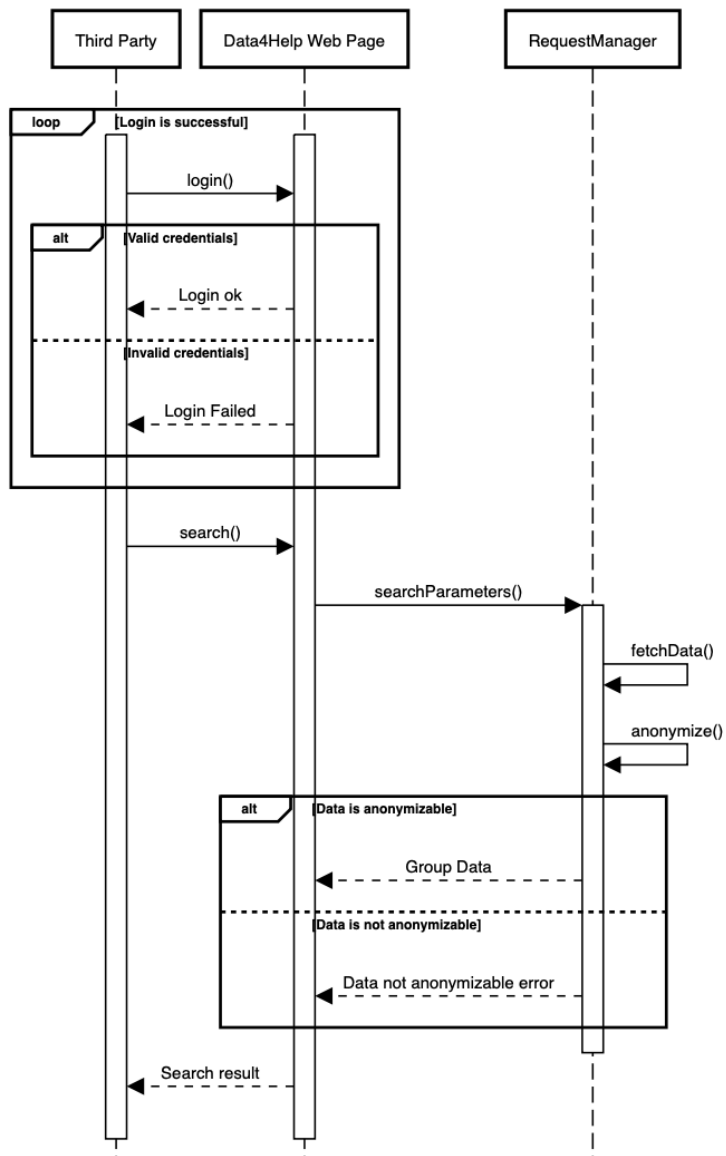 Third Party
Data4Help Web Page
RequestManager
loop
[Login is successful]
login()
alt
[Valid credentials]
Login ok
[Invalid credentials]
Login Failed
search()
searchParameters()
fetchData()
anonymize()
alt
[Data is anonymizable]
Group Data
[Data is not anonymizable]
Data not anonymizable error
Search result